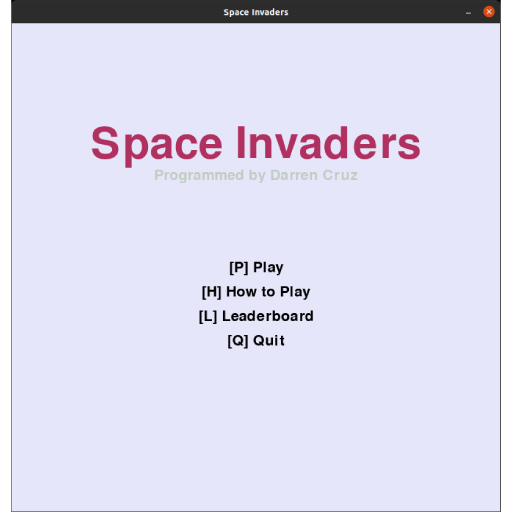 Space Invaders
Space Invaders
Programmed by Darren Cruz
[P] Play
[H] How to Play
[L] Leaderboard
[Q] Quit